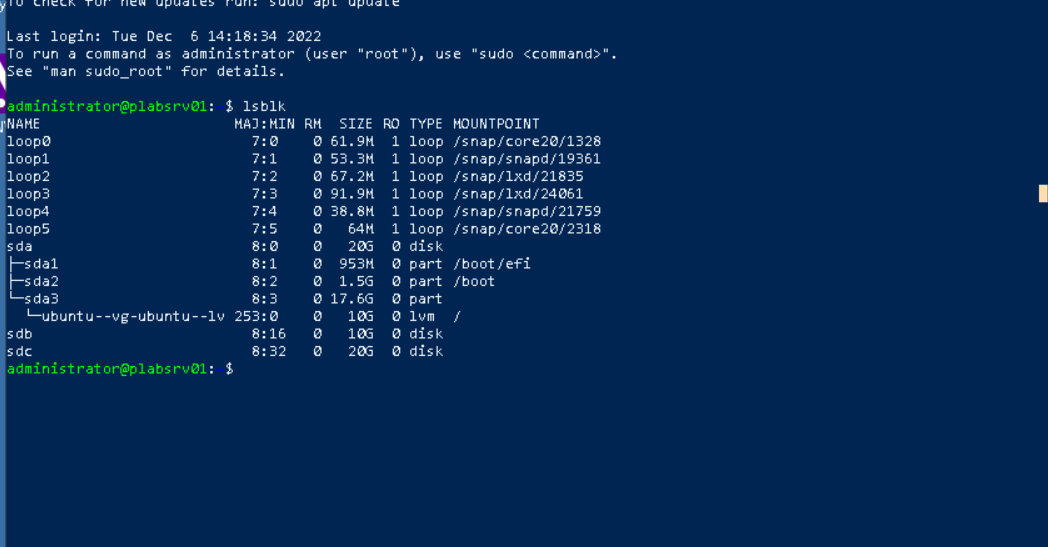 To check for new updates run: sudo apt update
Last login: Tue Dec  6 14:18:34 2022
To run a command as administrator (user "root"), use "sudo <command>".
See "man sudo_root" for details.
administrator@plabsrv01: $ lsblk
NAME                      MAJ:MIN RM  SIZE RO TYPE MOUNTPOINT
loop0                       7:0    0 61.9M  1 loop /snap/core20/1328
loop1                       7:1    0 53.3M  1 loop /snap/snapd/19361
loop2                       7:2    0 67.2M  1 loop /snap/lxd/21835
loop3                       7:3    0 91.9M  1 loop /snap/lxd/24061
loop4                       7:4    0 38.8M  1 loop /snap/snapd/21759
loop5                       7:5    0   64M  1 loop /snap/core20/2318
sda                         8:0    0   20G  0 disk
├─sda1                      8:1    0  953M  0 part /boot/efi
├─sda2                      8:2    0  1.5G  0 part /boot
└─sda3                      8:3    0 17.6G  0 part
  └─ubuntu--vg-ubuntu--lv 253:0    0   10G  0 lvm  /
sdb                         8:16   0   10G  0 disk
sdc                         8:32   0   20G  0 disk
administrator@plabsrv01: $